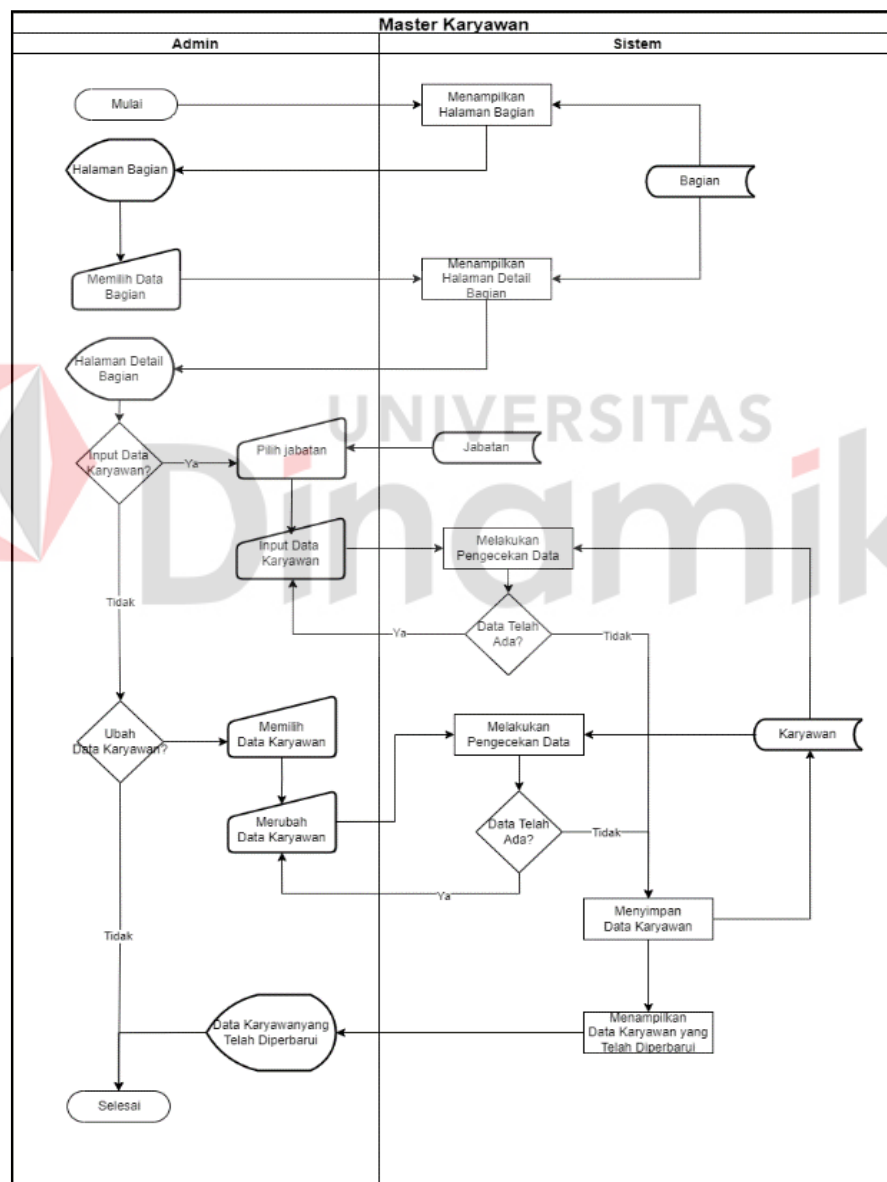 Master Karyawan
Admin
Sistem
Mulai
Menampilkan
Halaman Bagian
Halaman Bagian
Bagian
Memilih Data
Bagian
Menampilkan
Halaman Detail
Bagian
Halaman Detail
Bagian
UNIVERSITAS
Dinamik
Input Data
Karyawan?
Ya
Pilih jabatan
Jabatan
Input Data
Karyawan
Melakukan
Pengecekan Data
Tidak
Ya
Data Telah
Ada?
Tidak
Ubah
Data Karyawan?
Memilih
Data Karyawan
Melakukan
Pengecekan Data
Karyawan
Merubah
Data Karyawan
Data Telah
Ada?
Tidak
Ya
Menyimpan
Data Karyawan
Tidak
Data Karyawanyang
Telah Diperbarui
Menampilkan
Data Karyawan yang
Telah Diperbarui
Selesai